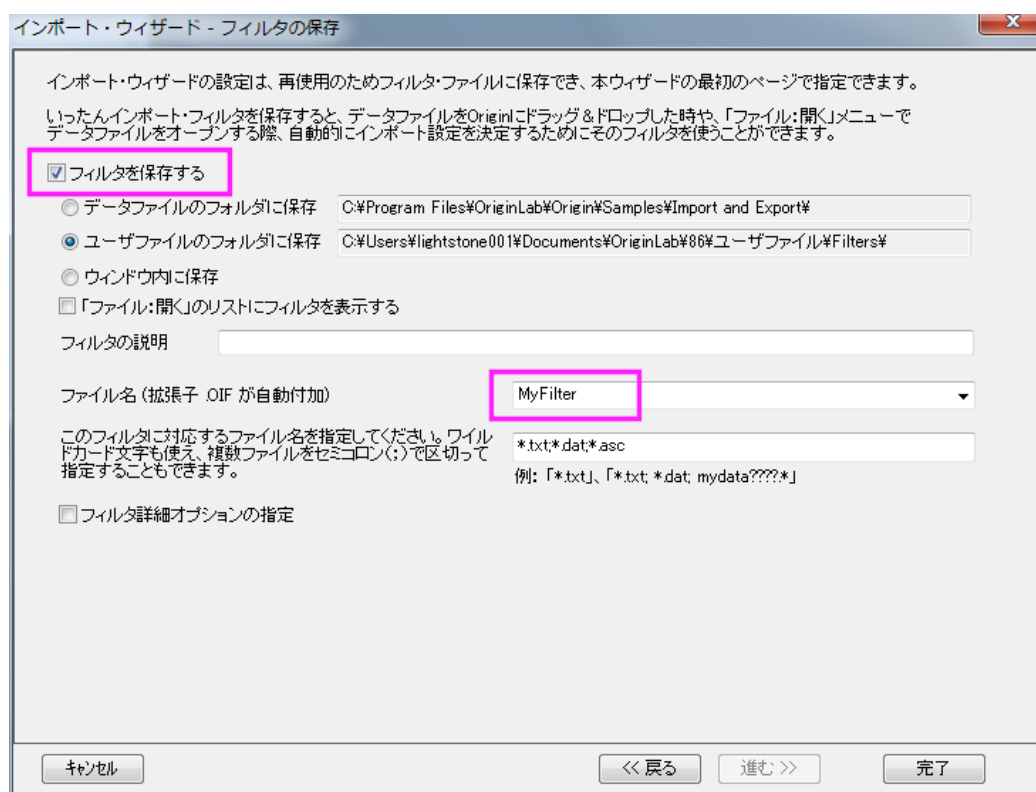 インポート・ウィザード - フィルタの保存
インポート・ウィザードの設定は、再使用のためフィルタ・ファイルに保存でき、本ウィザードの最初のページで指定できます。
いったんインポート・フィルタを保存すると、データファイルをOriginにドラッグ&ドロップした時や、「ファイル:開く」メニューで
データファイルをオープンする際、自動的にインポート設定を決定するためにそのフィルタを使うことができます。
フィルタを保存する
データファイルのフォルダに保存 C:¥Program Files¥OriginLab¥Origin¥Samples¥Import and Export¥
ユーザファイルのフォルダに保存 C:¥Users¥lightstone001¥Documents¥OriginLab¥86¥ユーザファイル¥Filters¥
ウィンドウ内に保存
「ファイル:開く」のリストにフィルタを表示する
フィルタの説明
ファイル名 (拡張子 .OIF が自動付加) MyFilter
このフィルタに対応するファイル名を指定してください。ワイル
ドカード文字も使え、複数ファイルをセミコロン(;)で区切って
指定することもできます。
*.txt;*.dat;*.asc
例: 「*.txt」、「*.txt; *.dat; mydata????.*」
フィルタ詳細オプションの指定
キャンセル << 戻る 進む >> 完了